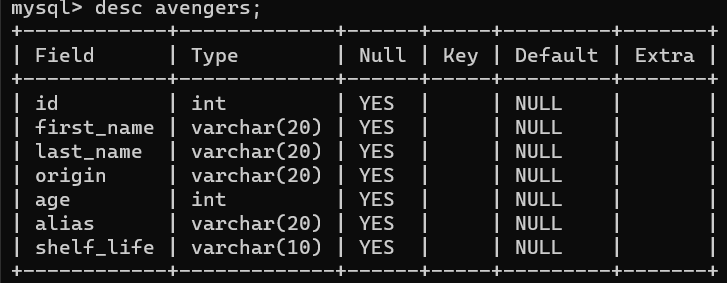 mysql> desc avengers;
+------------+-------------+------+-----+---------+-------+
| Field      | Type        | Null | Key | Default | Extra |
+------------+-------------+------+-----+---------+-------+
| id         | int         | YES  |     | NULL    |       |
| first_name | varchar(20) | YES  |     | NULL    |       |
| last_name  | varchar(20) | YES  |     | NULL    |       |
| origin     | varchar(20) | YES  |     | NULL    |       |
| age        | int         | YES  |     | NULL    |       |
| alias      | varchar(20) | YES  |     | NULL    |       |
| shelf_life | varchar(10) | YES  |     | NULL    |       |
+------------+-------------+------+-----+---------+-------+